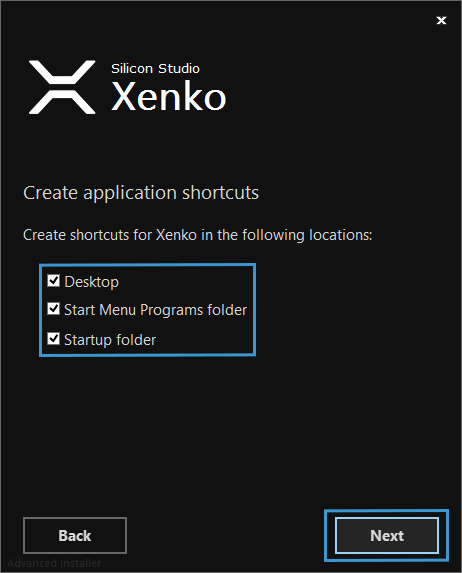 Silicon Studio
Xenko
Create application shortcuts
Create shortcuts for Xenko in the following locations:
Desktop
Start Menu Programs folder
Startup folder
Back
Next
Advanced Installer